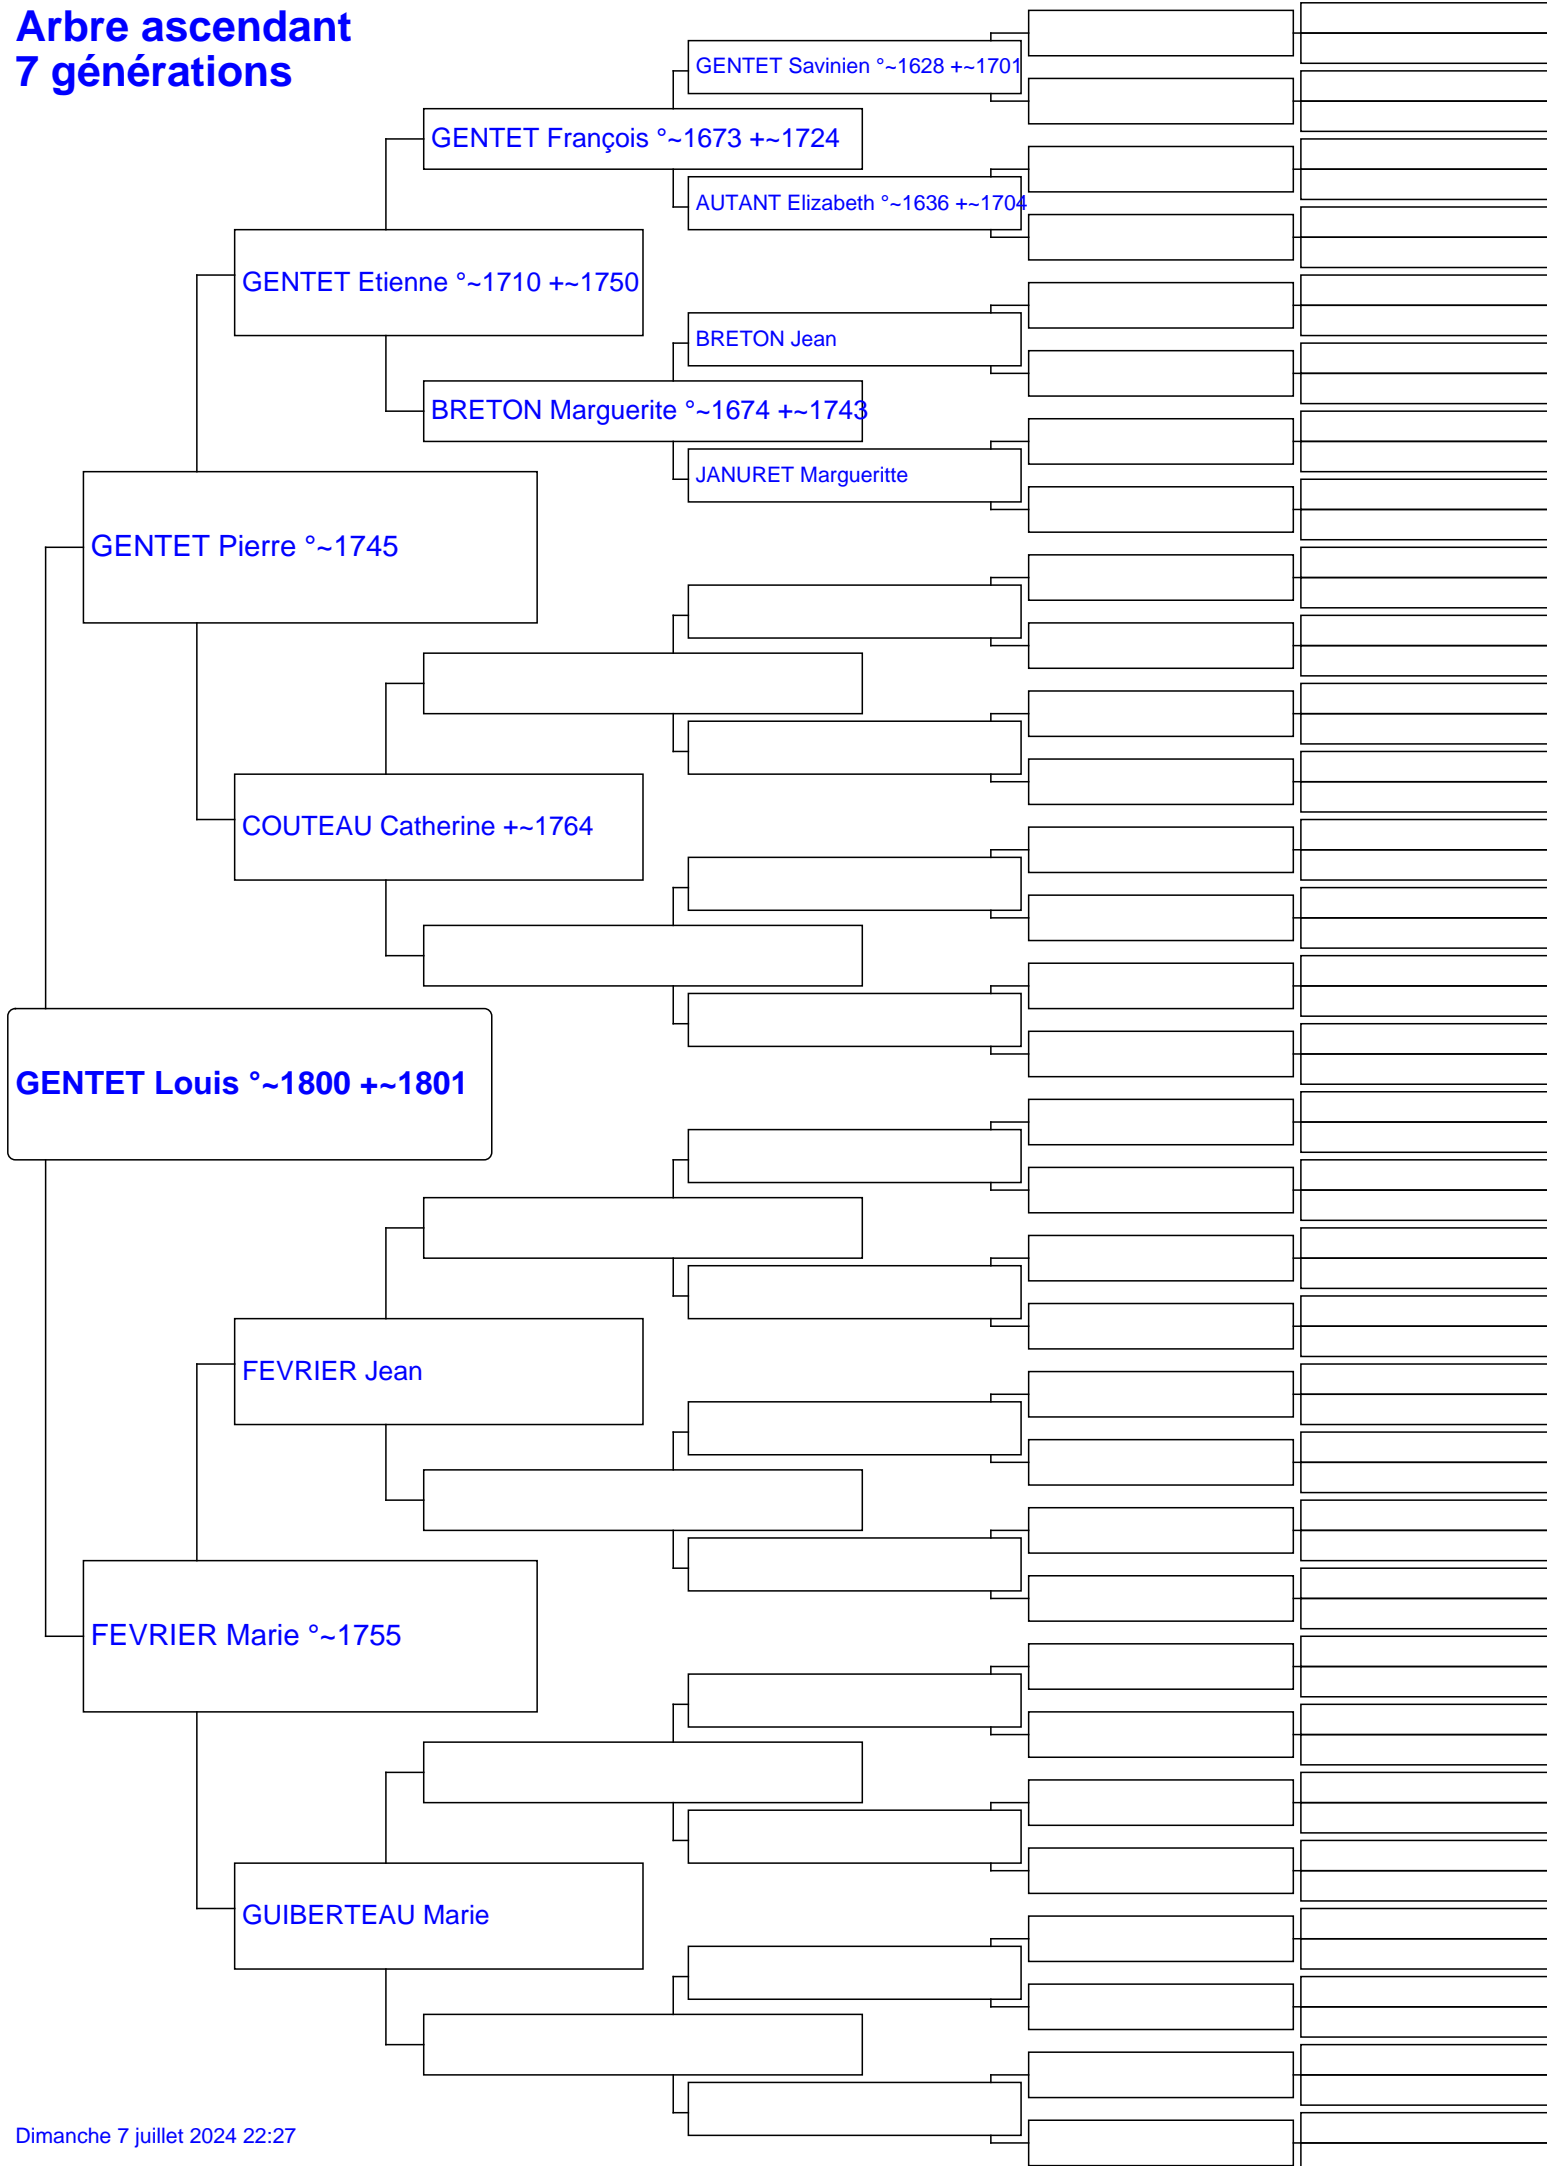 Arbre ascendant
7 générations
GENTET Savinien °~1628 +~1701
GENTET François °~1673 +~1724
AUTANT Elizabeth °~1636 +~1704
GENTET Etienne °~1710 +~1750
BRETON Jean
BRETON Marguerite °~1674 +~1743
JANURET Margueritte
GENTET Pierre °~1745
COUTEAU Catherine +~1764
GENTET Louis °~1800 +~1801
FEVRIER Jean
FEVRIER Marie °~1755
GUIBERTEAU Marie
Dimanche 7 juillet 2024 22:27